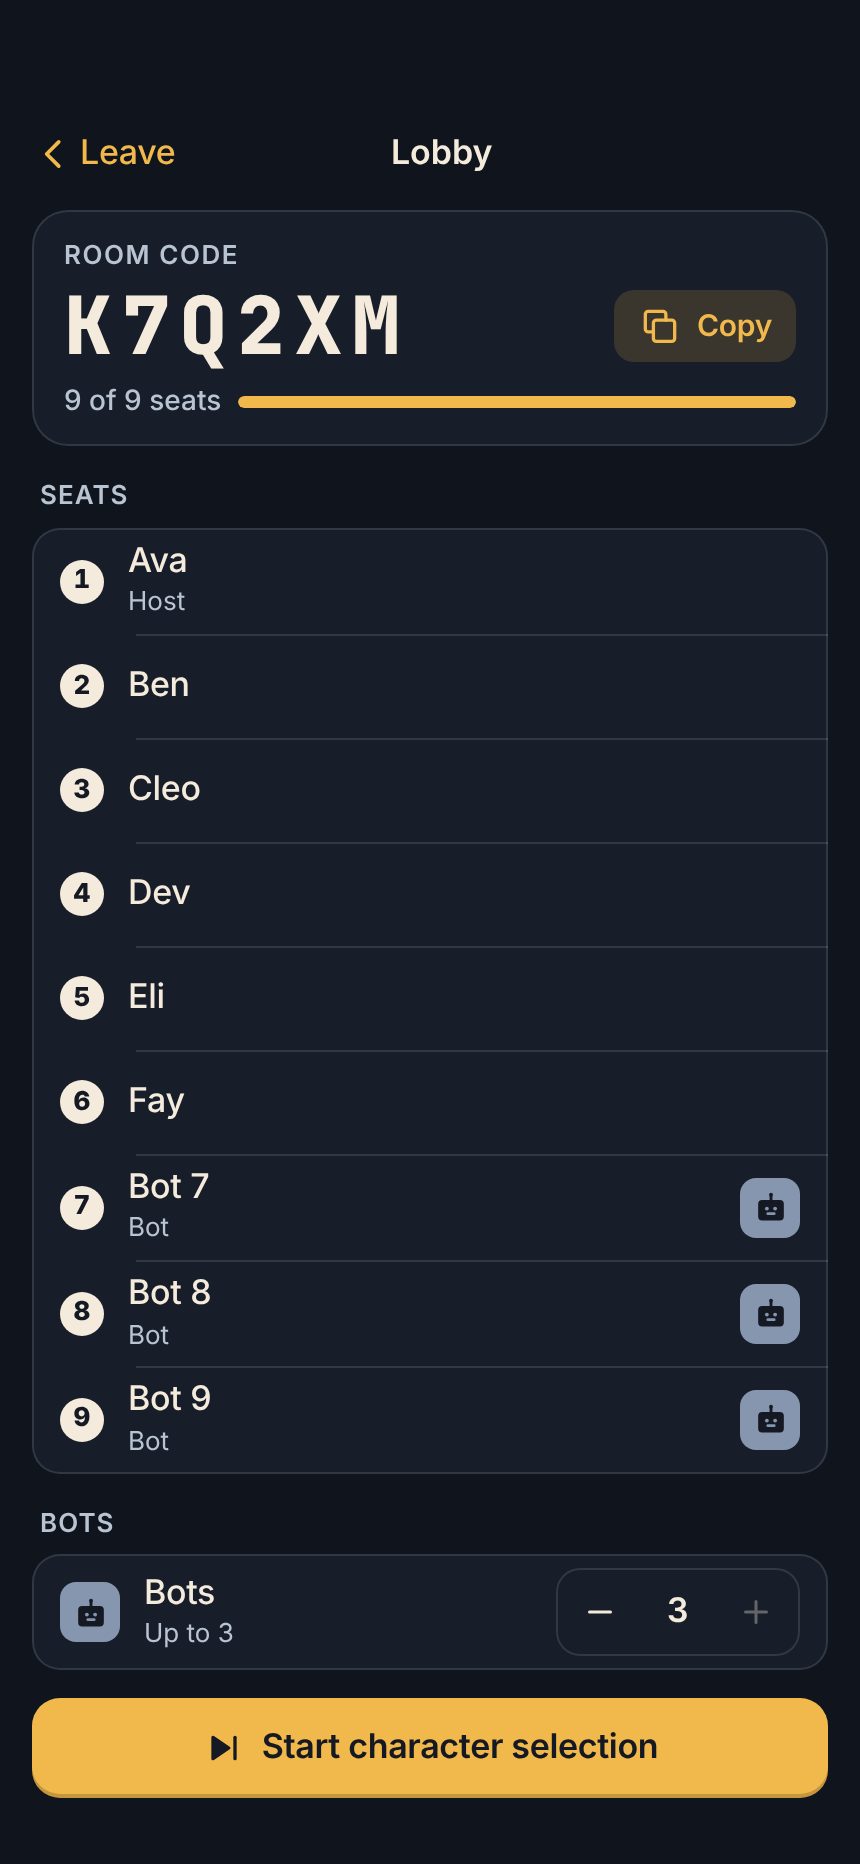 Leave
Lobby
ROOM CODE
K7Q2XM
Copy
9 of 9 seats
SEATS
1 Ava
Host
2 Ben
3 Cleo
4 Dev
5 Eli
6 Fay
7 Bot 7
Bot
8 Bot 8
Bot
9 Bot 9
Bot
BOTS
Bots
Up to 3
3
Start character selection